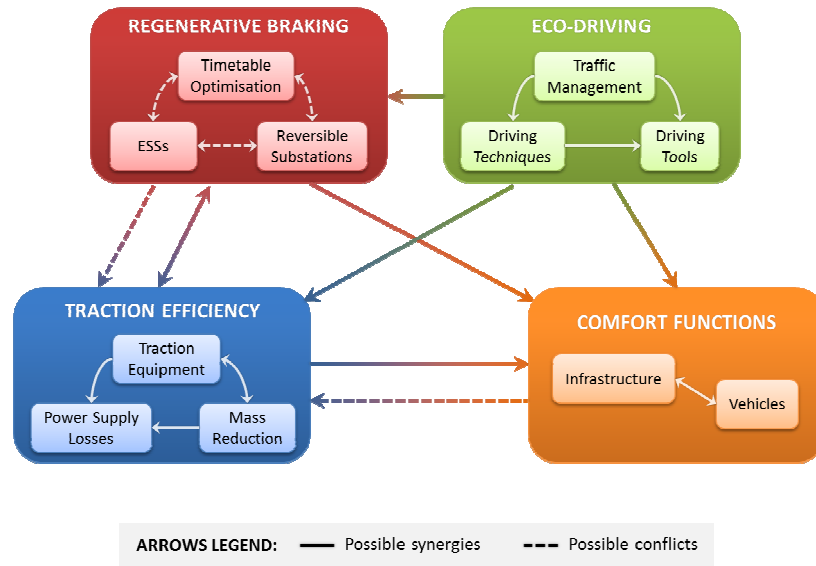 REGENERATIVE BRAKING
Timetable
Optimisation
ESSs
Reversible
Substations
ECO-DRIVING
Traffic
Management
Driving
Techniques
Driving
Tools
TRACTION EFFICIENCY
Traction
Equipment
Power Supply
Losses
Mass
Reduction
COMFORT FUNCTIONS
Infrastructure
Vehicles
ARROWS LEGEND: Possible synergies Possible conflicts